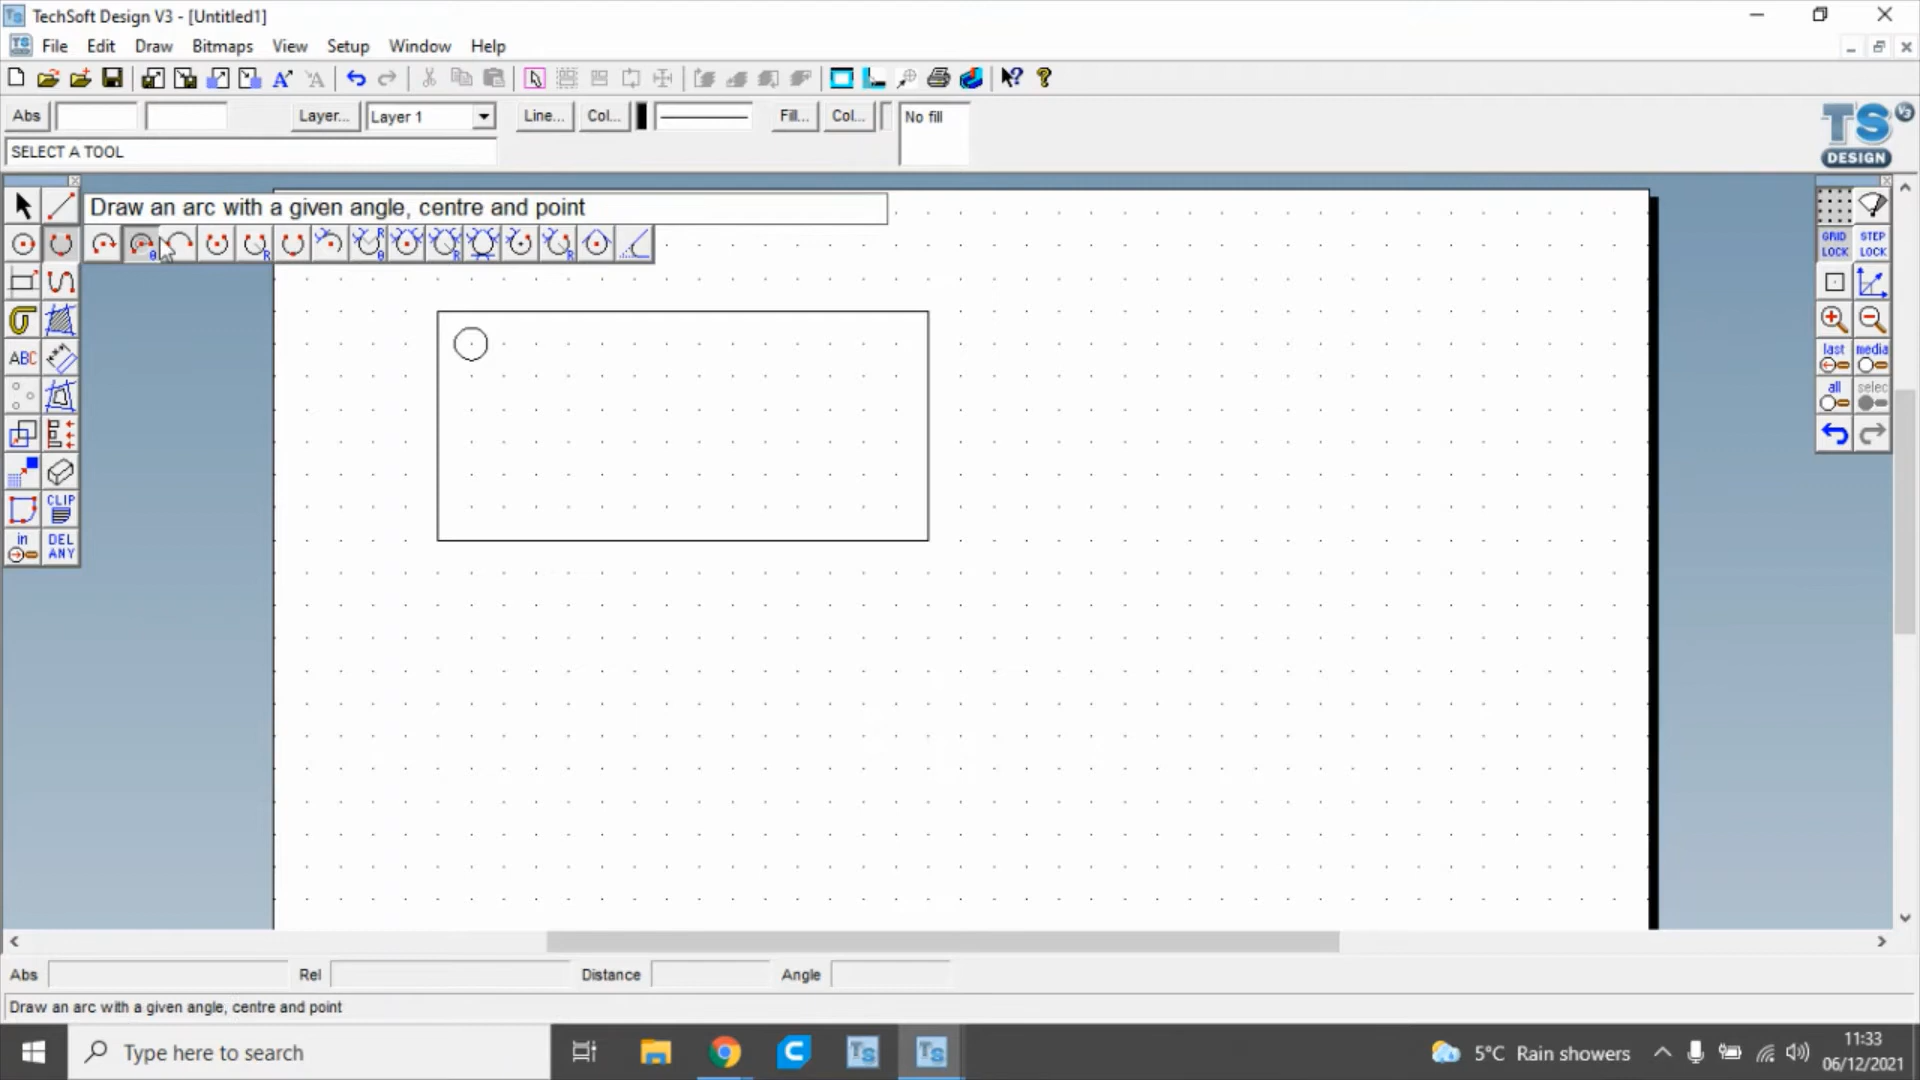 TechSoft Design V3 - [Untitled1]
File Edit Draw Bitmaps View Setup Window Help
Abs Layer... Layer 1 Line... Col... Fill... Col... No fill
SELECT A TOOL
TS V3
DESIGN
Draw an arc with a given angle, centre and point
GRID LOCK STEP LOCK
last media
all selec
ABC
CLIP
in DEL ANY
Abs Rel Distance Angle
Draw an arc with a given angle, centre and point
Type here to search
5°C Rain showers
11:33
06/12/2021